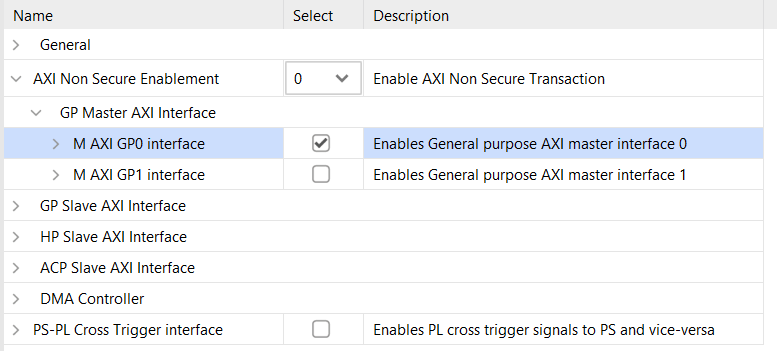 Name Select Description
General
AXI Non Secure Enablement 0 Enable AXI Non Secure Transaction
GP Master AXI Interface
M AXI GP0 interface Enables General purpose AXI master interface 0
M AXI GP1 interface Enables General purpose AXI master interface 1
GP Slave AXI Interface
HP Slave AXI Interface
ACP Slave AXI Interface
DMA Controller
PS-PL Cross Trigger interface Enables PL cross trigger signals to PS and vice-versa